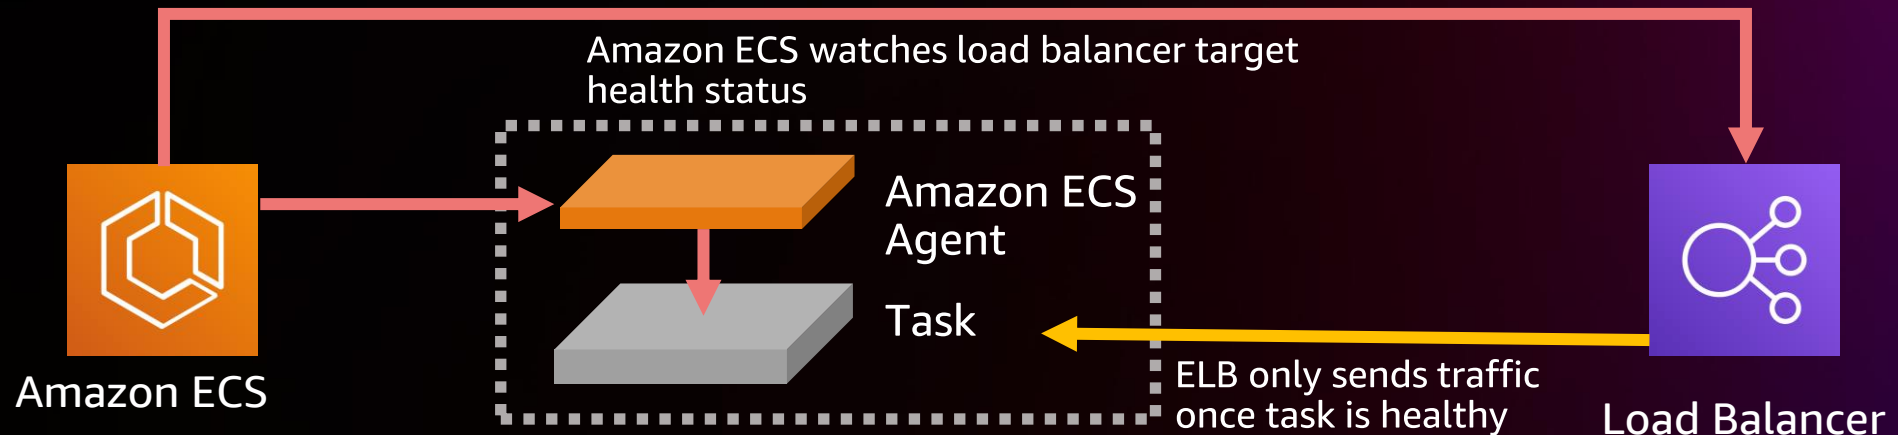 Amazon ECS watches load balancer target
health status
Amazon ECS
Agent
Task
ELB only sends traffic
once task is healthy
Amazon ECS
Load Balancer